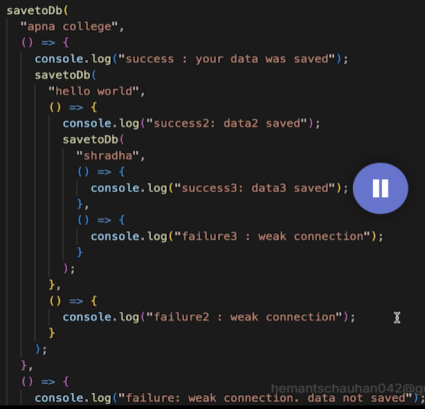 savetoDb(
  "apna college",
  () => {
    console.log("success : your data was saved");
    savetoDb(
      "hello world",
      () => {
        console.log("success2: data2 saved");
        savetoDb(
          "shradha",
          () => {
            console.log("success3: data3 saved");
          },
          () => {
            console.log("failure3 : weak connection");
          }
        );
      },
      () => {
        console.log("failure2 : weak connection");
      }
    );
  },
  () => {
hemantschauhan042@g
    console.log("failure: weak connection. data not saved");